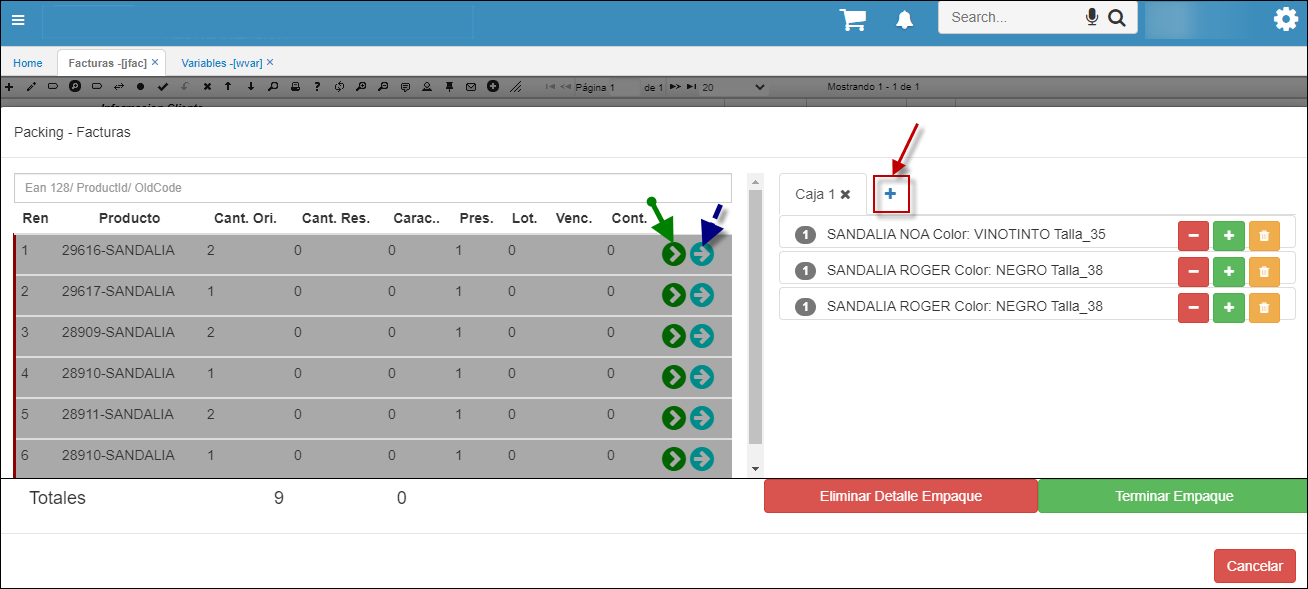 Search...
Home
Facturas -[jfac] ×
Variables -[wvar] ×
Página 1 de 1 20 Mostrando 1 - 1 de 1
Packing - Facturas
Ean 128/ ProductId/ OldCode
Ren Producto Cant. Ori. Cant. Res. Carac.. Pres. Lot. Venc. Cont.
1 29616-SANDALIA 2 0 0 1 0 0
2 29617-SANDALIA 1 0 0 1 0 0
3 28909-SANDALIA 2 0 0 1 0 0
4 28910-SANDALIA 1 0 0 1 0 0
5 28911-SANDALIA 2 0 0 1 0 0
6 28910-SANDALIA 1 0 0 1 0 0
Totales 9 0
Caja 1
1 SANDALIA NOA Color: VINOTINTO Talla_35
1 SANDALIA ROGER Color: NEGRO Talla_38
1 SANDALIA ROGER Color: NEGRO Talla_38
Eliminar Detalle Empaque
Terminar Empaque
Cancelar